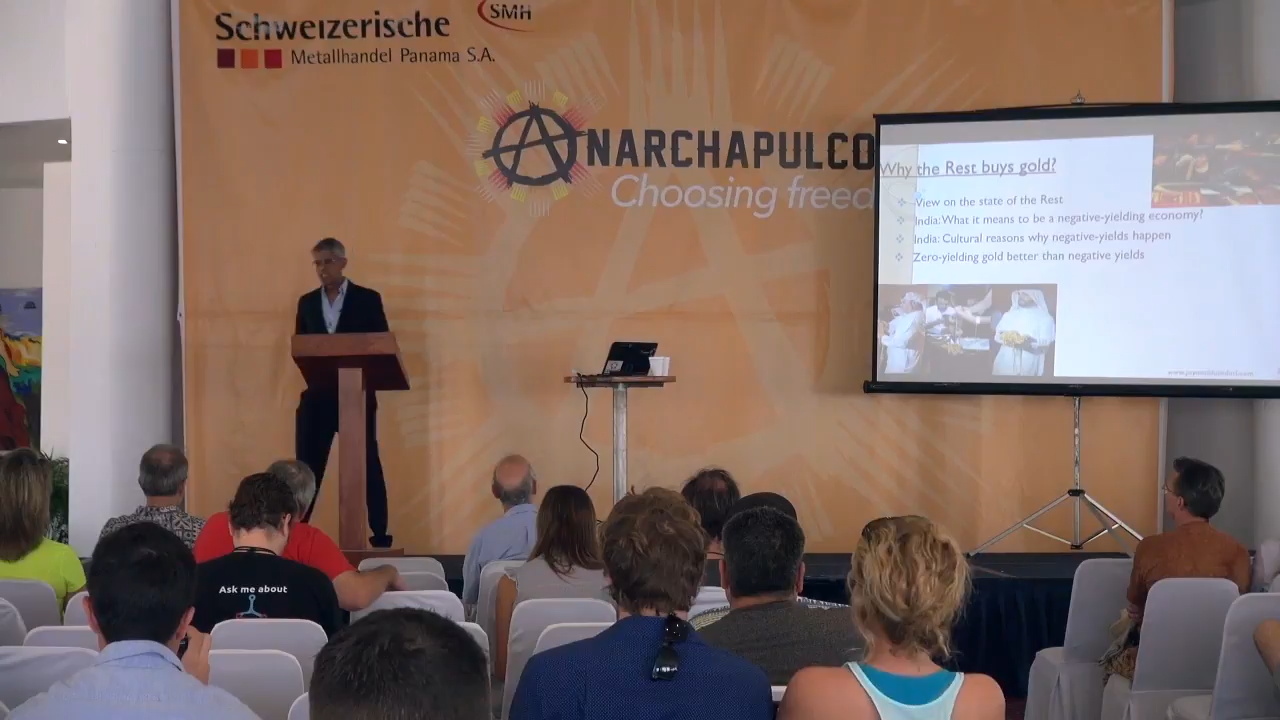 Schweizerische
SMH
Metallhandel Panama S.A.
NARCHAPULCO
Choosing freed
Why the Rest buys gold?
View on the state of the Rest
India: What it means to be a negative-yielding economy?
India: Cultural reasons why negative-yields happen
Zero-yielding gold better than negative yields
Ask me about